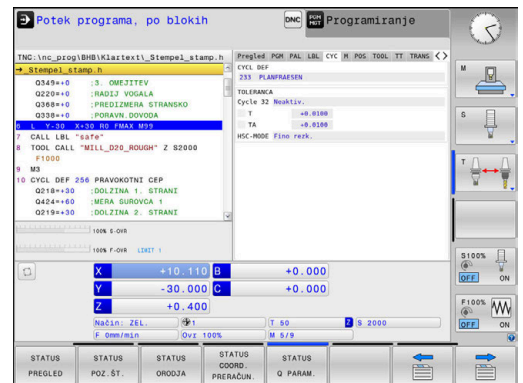 Potek programa, po blokih
DNC
PGM MGT
Programiranje
TNC:\nc_prog\BHB\Klartext\_Stempel_stamp.h
→_Stempel_stamp.h
Q349=+0 ;3. OMEJITEV
Q220=+0 ;RADIJ VOGALA
Q368=+0 ;PREDIZMERA STRANSKO
Q338=+0 ;PORAVN.DOVODA
6 L Y-30 X+30 R0 FMAX M99
7 CALL LBL "safe"
8 TOOL CALL "MILL_D20_ROUGH" Z S2000
F1000
9 M3
10 CYCL DEF 256 PRAVOKOTNI CEP
Q218=+30 ;DOLZINA 1. STRANI
Q424=+60 ;MERA SUROVCA 1
Q219=+30 ;DOLZINA 2. STRANI
100% S-OVR
100% F-OVR LIMIT 1
Pregled PGM PAL LBL CYC M POS TOOL TT TRANS
CYCL DEF
233 PLANFRAESEN
TOLERANCA
Cycle 32 Neaktiv.
T +0.0100
TA +0.0100
HSC-MODE Fino rezk.
X +10.110 B +0.000
Y -30.000 C +0.000
Z +0.400
Način: ŽEL. 1 T 50 Z S 2000
F 0mm/min Ovr 100% M 5/9
M
S
T
S100%
OFF ON
F100%
OFF ON
STATUS PREGLED
STATUS POZ.ŠT.
STATUS ORODJA
STATUS COORD. PRERAČUN.
STATUS Q PARAM.